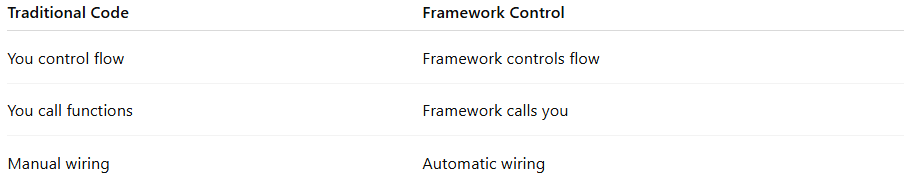 Traditional Code Framework Control
You control flow Framework controls flow
You call functions Framework calls you
Manual wiring Automatic wiring